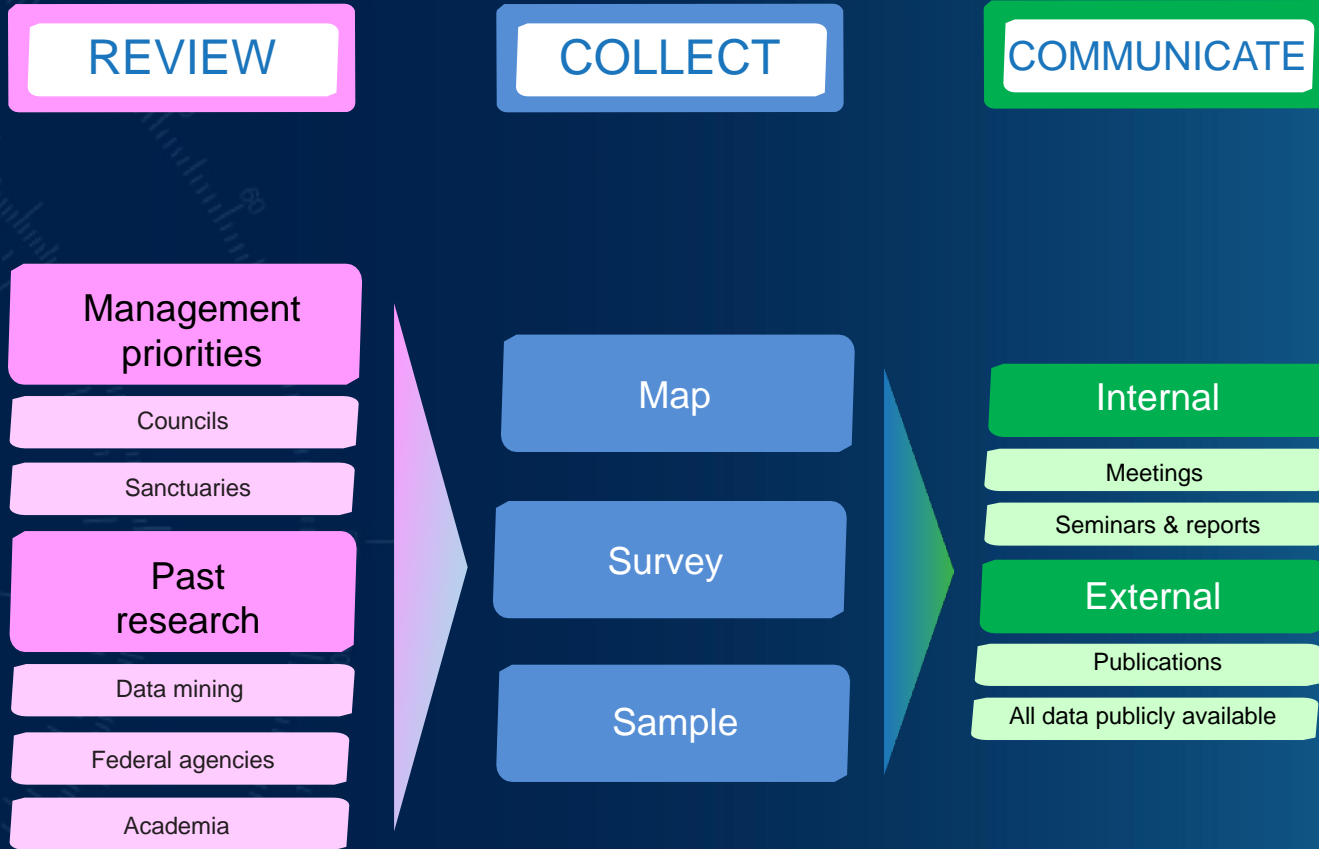 REVIEW
COLLECT
COMMUNICATE
Management
priorities
Councils
Sanctuaries
Past
research
Data mining
Federal agencies
Academia
Map
Survey
Sample
Internal
Meetings
Seminars & reports
External
Publications
All data publicly available
60